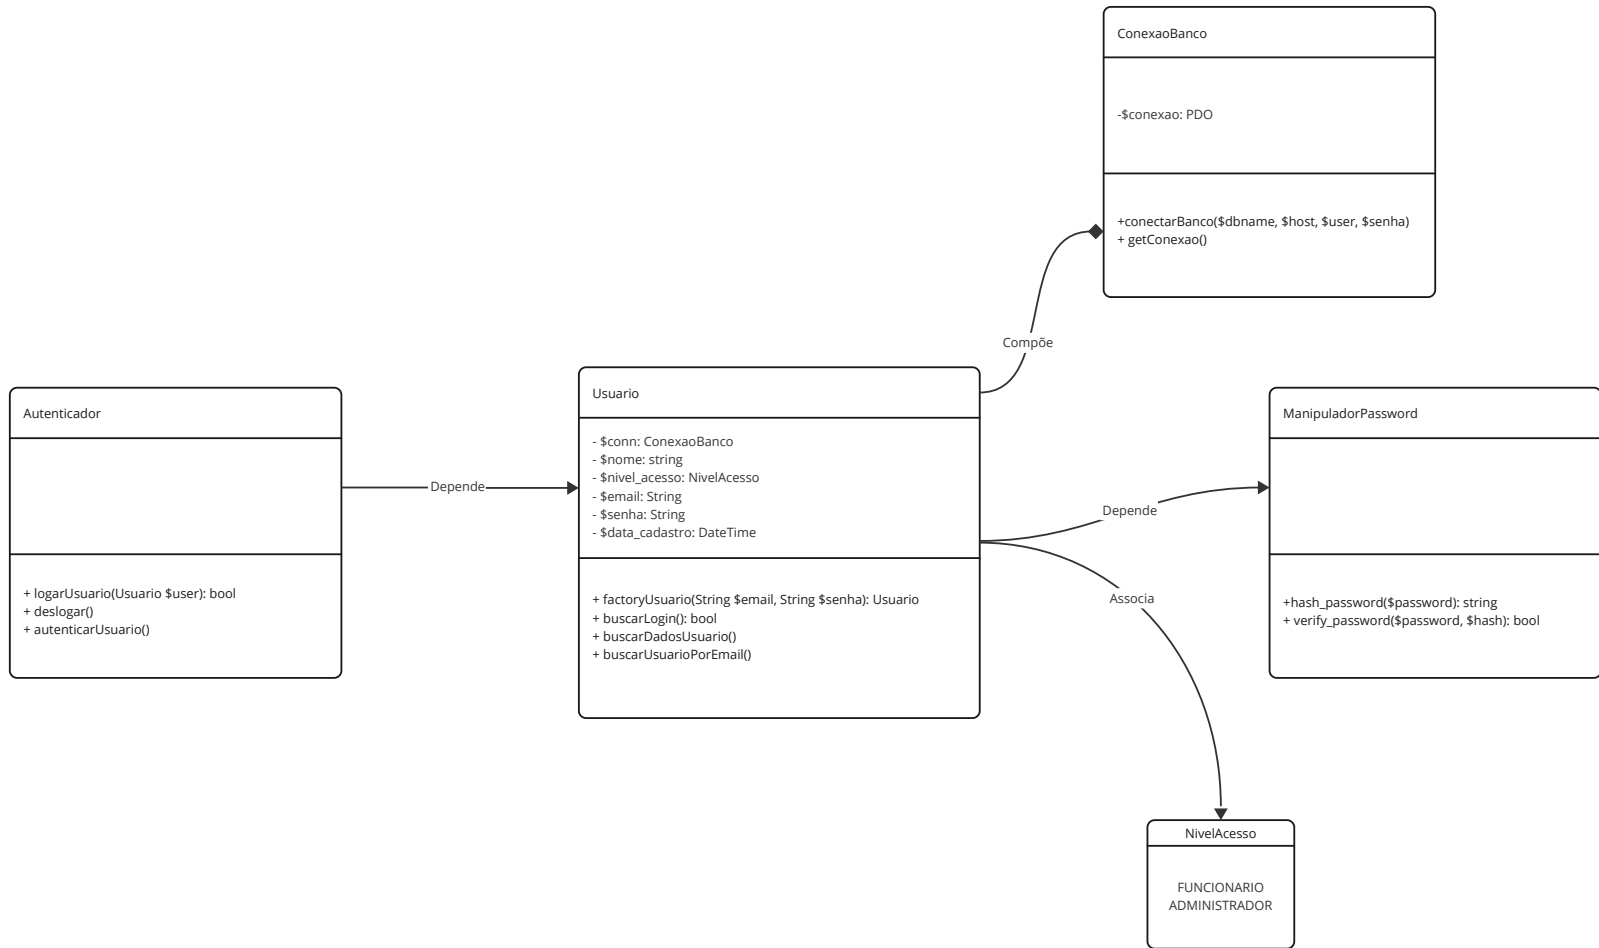 ConexaoBanco
-$conexao: PDO
+conectarBanco($dbname, $host, $user, $senha)
+ getConexao()
Compõe
Autenticador
+ logarUsuario(Usuario $user): bool
+ deslogar()
+ autenticarUsuario()
Depende
Usuario
- $conn: ConexaoBanco
- $nome: string
- $nivel_acesso: NivelAcesso
- $email: String
- $senha: String
- $data_cadastro: DateTime
+ factoryUsuario(String $email, String $senha): Usuario
+ buscarLogin(): bool
+ buscarDadosUsuario()
+ buscarUsuarioPorEmail()
Depende
Associa
ManipuladorPassword
+hash_password($password): string
+ verify_password($password, $hash): bool
NivelAcesso
FUNCIONARIO
ADMINISTRADOR